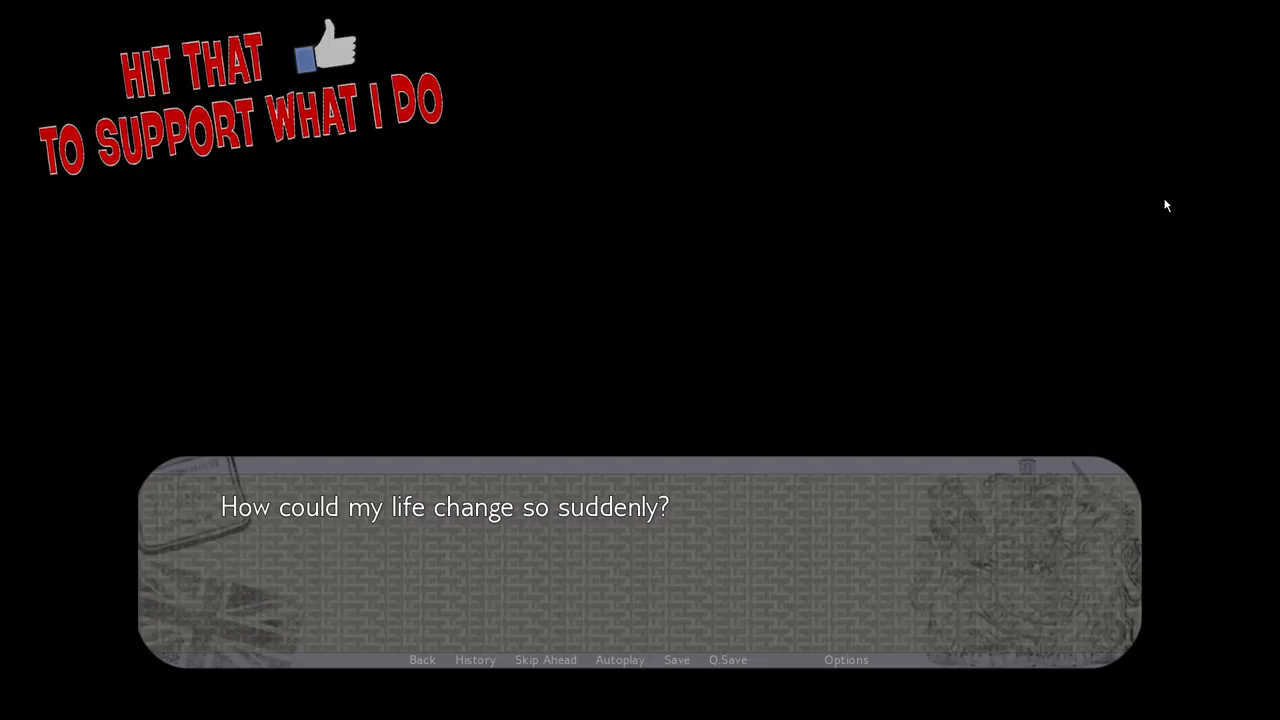 HIT THAT
TO SUPPORT WHAT I DO
How could my life change so suddenly?
Back History Skip Ahead Autoplay Save Q.Save Options